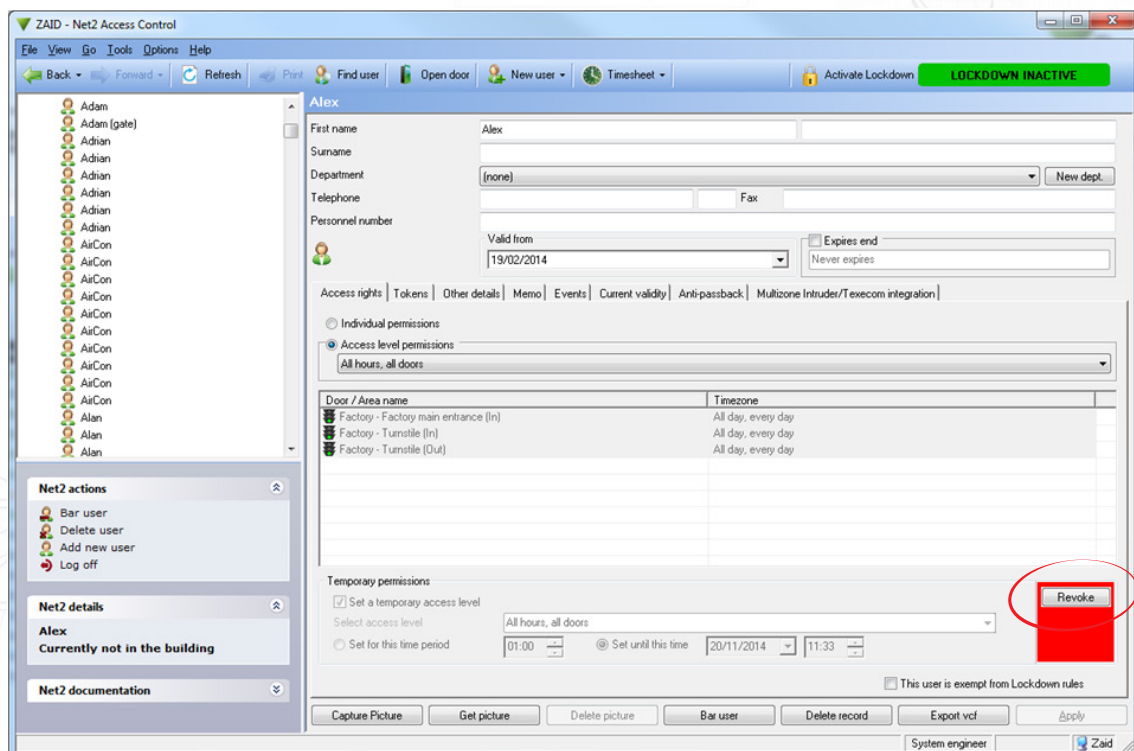 ZAID - Net2 Access Control
File View Go Tools Options Help
Back Forward Refresh Print Find user Open door New user Timesheet Activate Lockdown LOCKDOWN INACTIVE
Adam
Adam (gate)
Adrian
Adrian
Adrian
Adrian
Adrian
Adrian
AirCon
AirCon
AirCon
AirCon
AirCon
AirCon
AirCon
AirCon
AirCon
AirCon
Alan
Alan
Alan
Net2 actions
Bar user
Delete user
Add new user
Log off
Net2 details
Alex
Currently not in the building
Net2 documentation
Alex
First name Alex
Surname
Department (none) New dept.
Telephone Fax
Personnel number
Valid from Expires end
19/02/2014 Never expires
Access rights Tokens Other details Memo Events Current validity Anti-passback Multizone Intruder/Texecom integration
Individual permissions
Access level permissions
All hours, all doors
Door / Area name Timezone
Factory - Factory main entrance (In) All day, every day
Factory - Turnstile (In) All day, every day
Factory - Turnstile (Out) All day, every day
Temporary permissions
Set a temporary access level Revoke
Select access level All hours, all doors
Set for this time period 01:00 Set until this time 20/11/2014 11:33
This user is exempt from Lockdown rules
Capture Picture Get picture Delete picture Bar user Delete record Export vcf Apply
System engineer Zaid